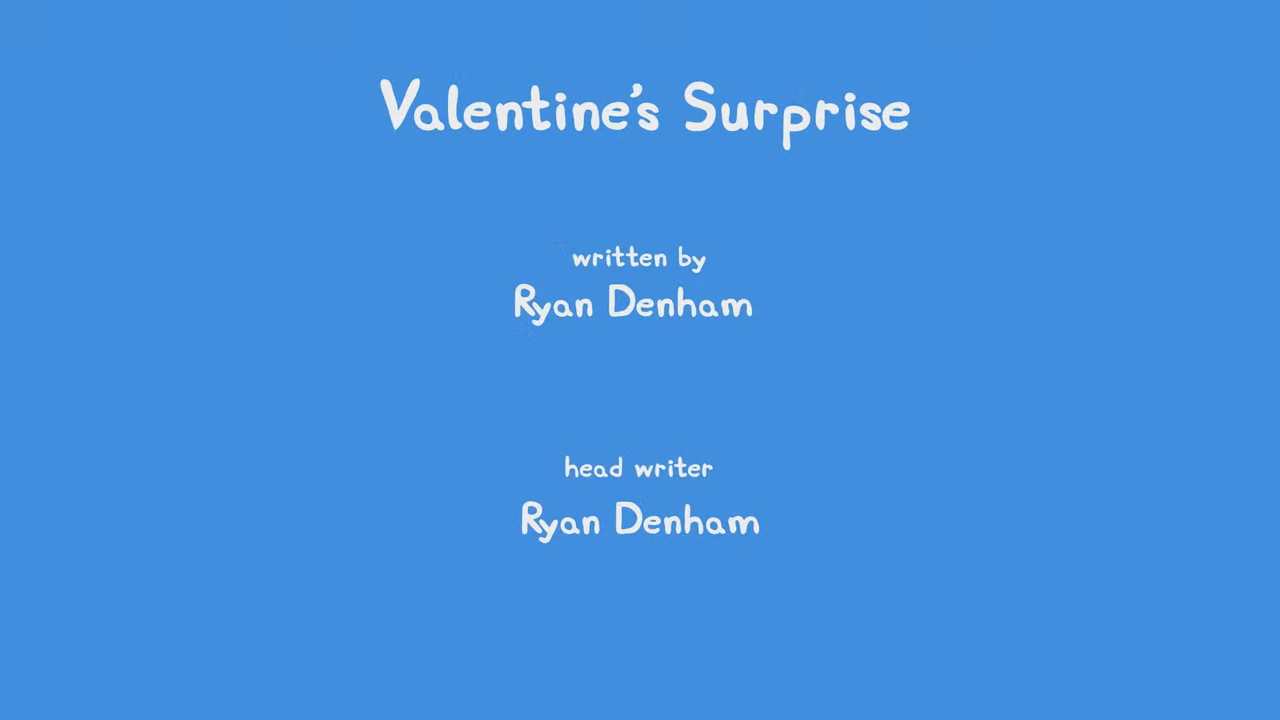 Valentine's Surprise
written by
Ryan Denham
head writer
Ryan Denham